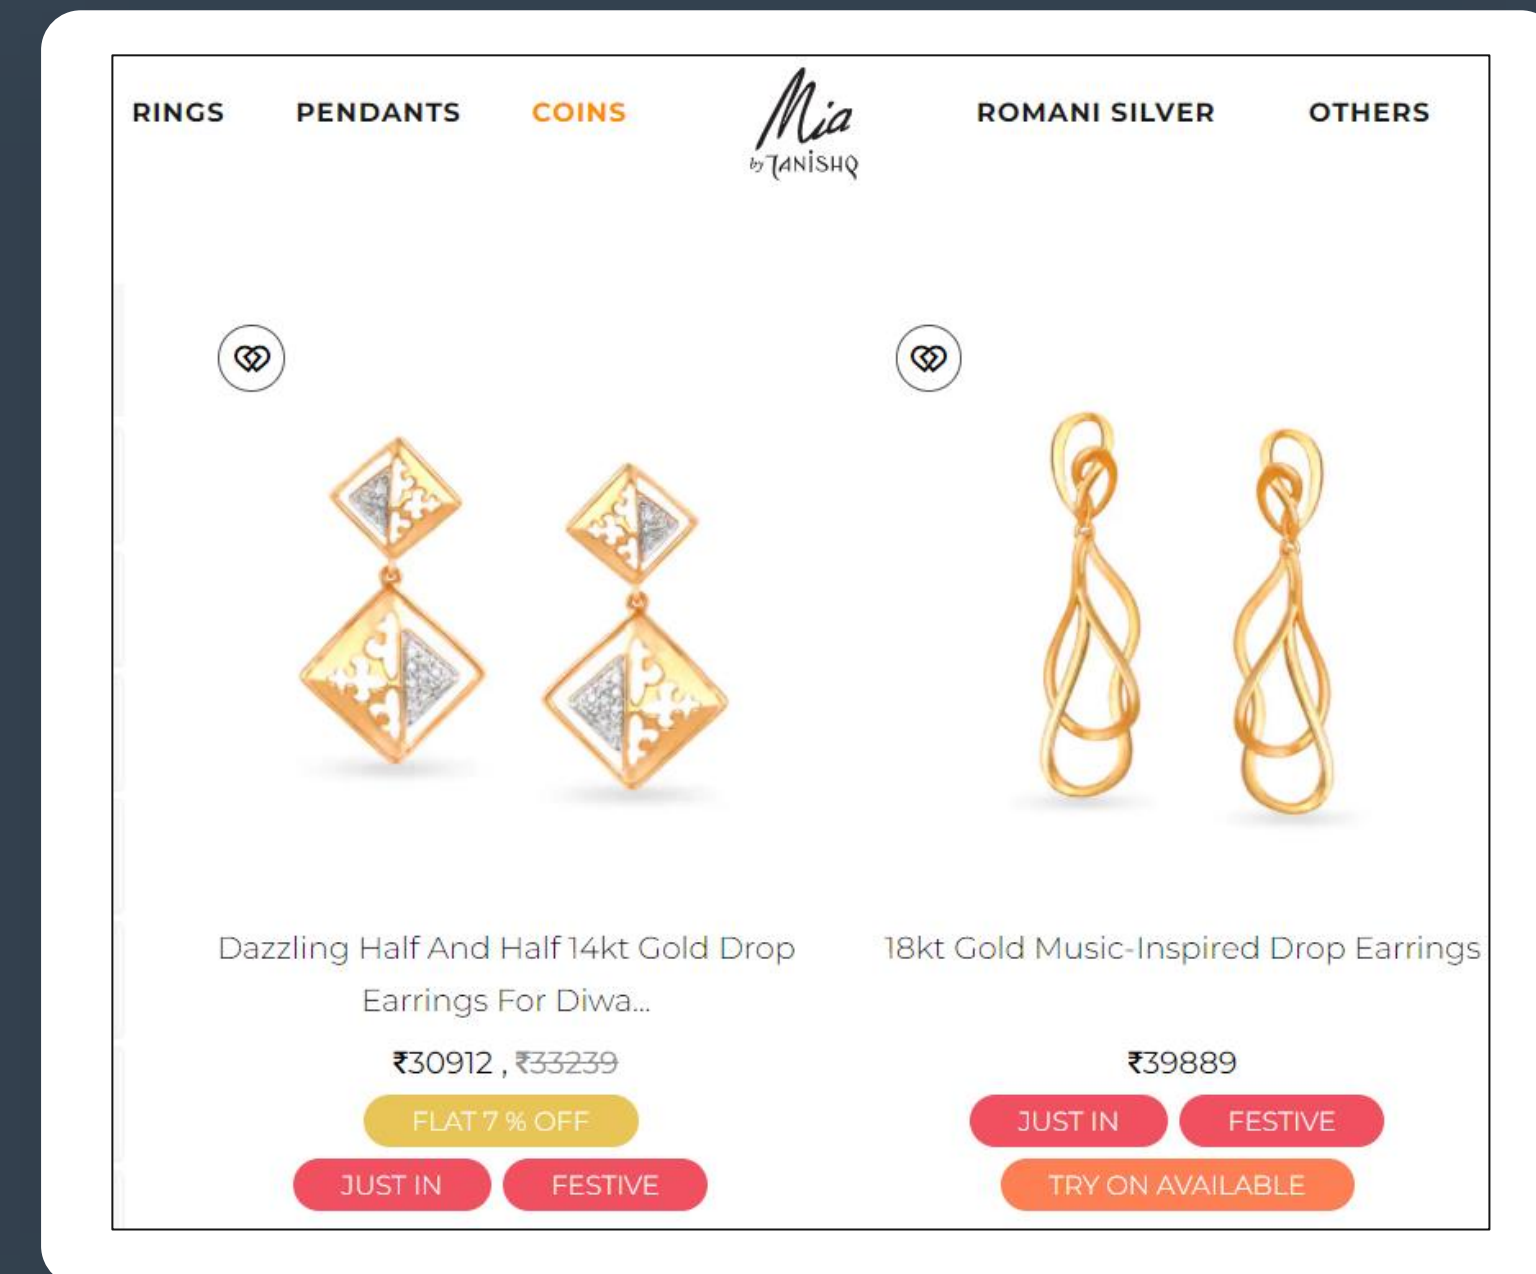 RINGS PENDANTS COINS Mia ROMANI SILVER OTHERS
by TANISHQ
Dazzling Half And Half 14kt Gold Drop
Earrings For Diwa...
₹30912 , ₹33239
FLAT 7 % OFF
JUST IN FESTIVE
18kt Gold Music-Inspired Drop Earrings
₹39889
JUST IN FESTIVE
TRY ON AVAILABLE